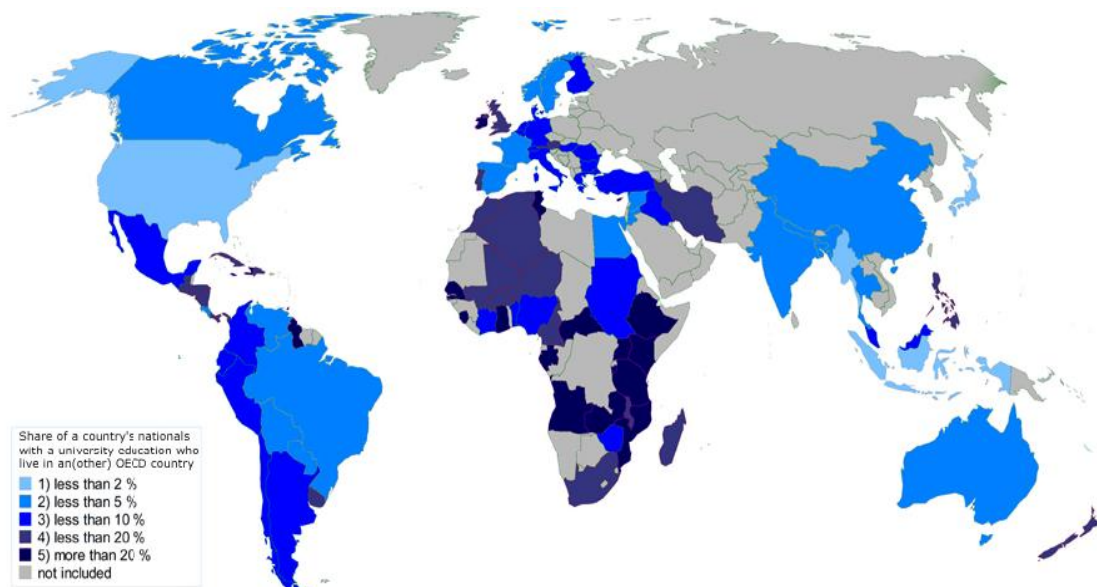 Share of a country's nationals
with a university education who
live in an(other) OECD country
1) less than 2 %
2) less than 5 %
3) less than 10 %
4) less than 20 %
5) more than 20 %
not included